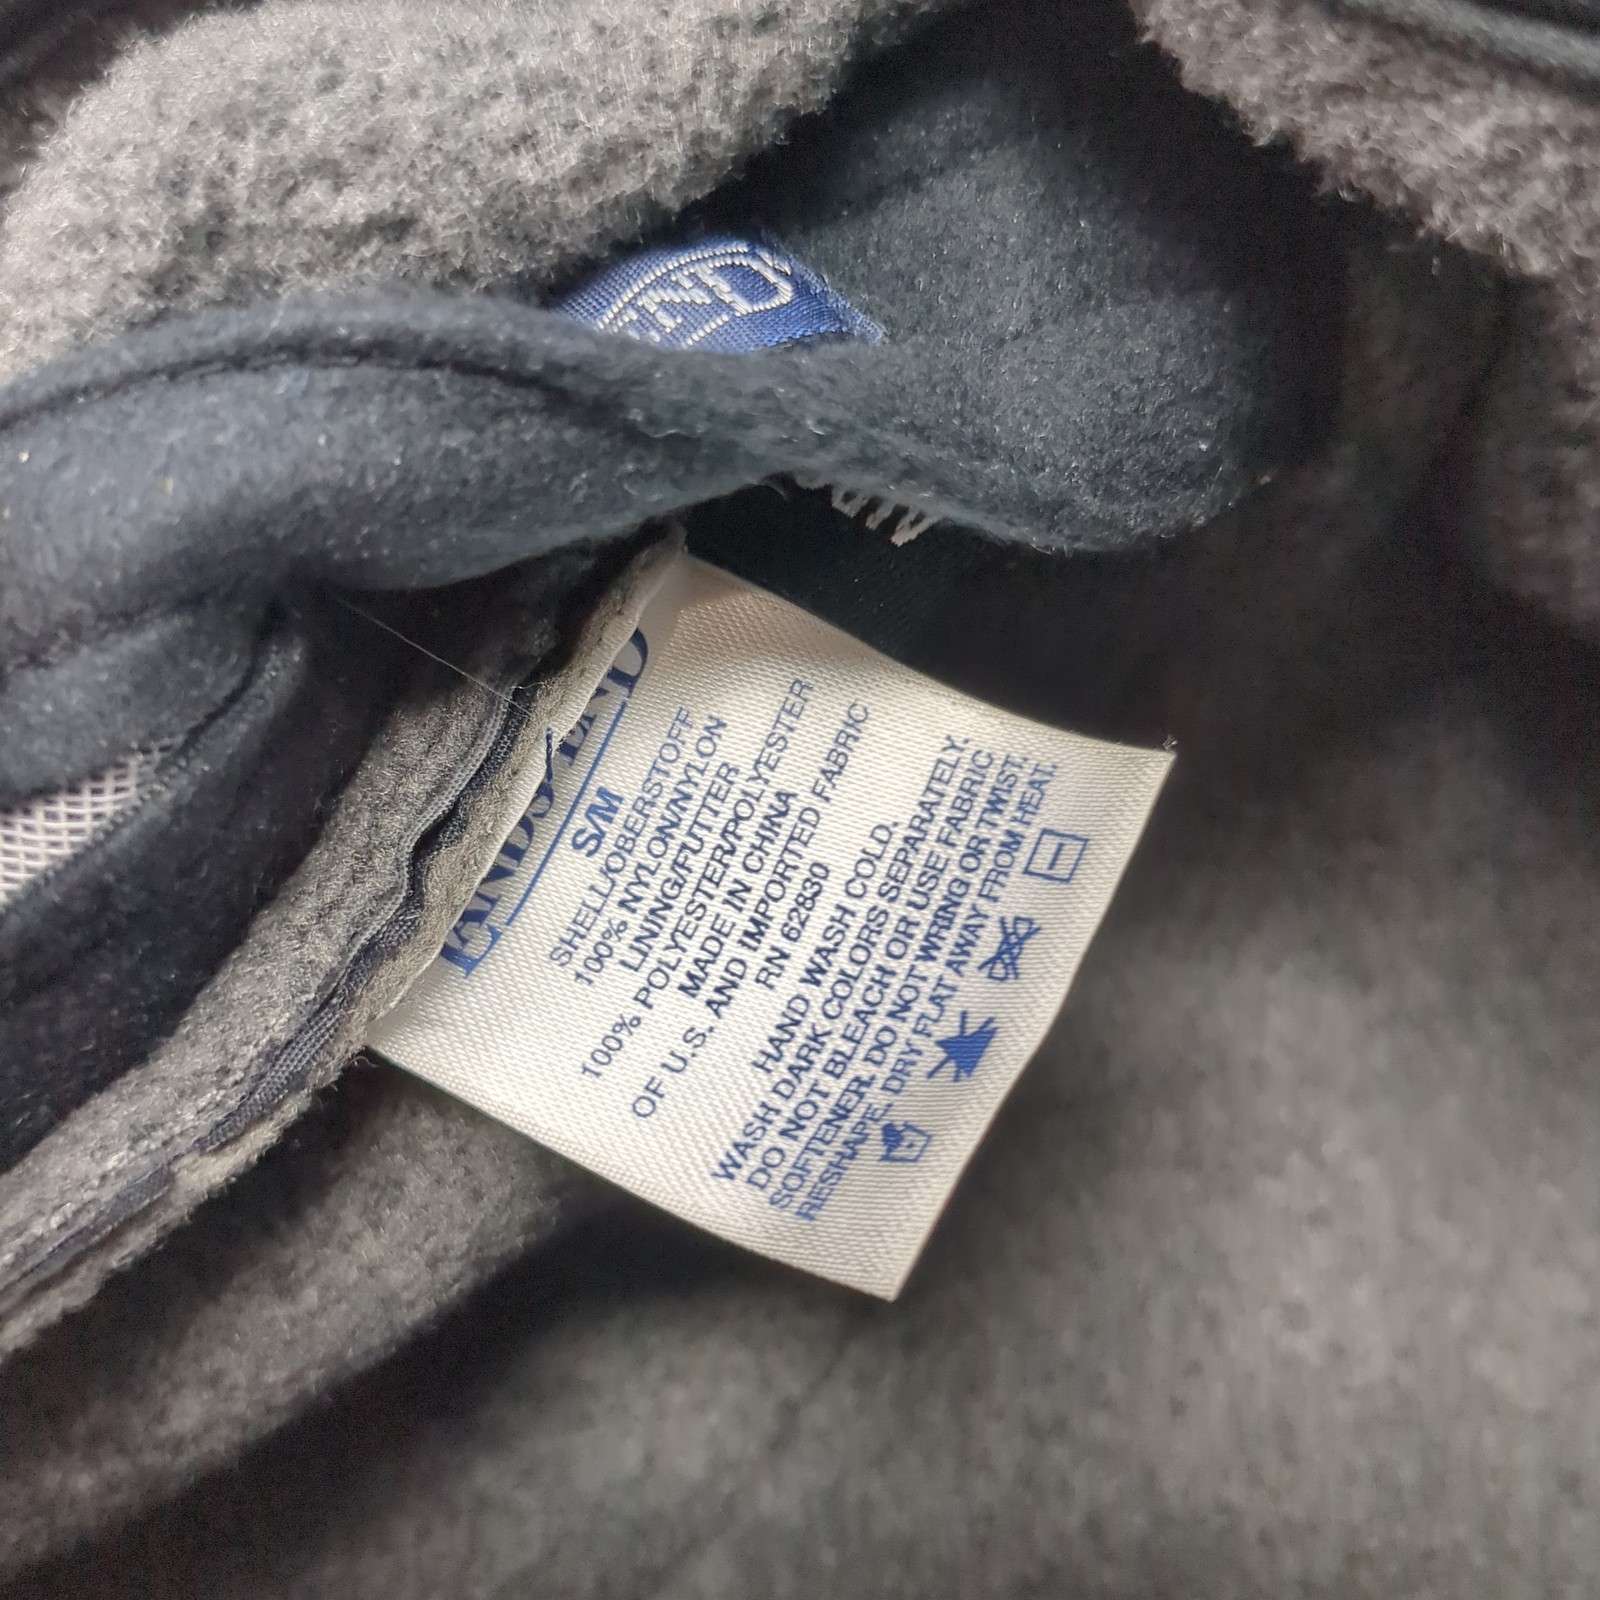 LANDS' END
S/M
SHELL/OBERSTOFF
100% NYLON/NYLON
LINING/FUTTER
100% POLYESTER/POLYESTER
MADE IN CHINA
OF U.S. AND IMPORTED FABRIC
RN 62830
HAND WASH COLD.
WASH DARK COLORS SEPARATELY.
DO NOT BLEACH OR USE FABRIC
SOFTENER. DO NOT WRING OR TWIST.
RESHAPE. DRY FLAT AWAY FROM HEAT.